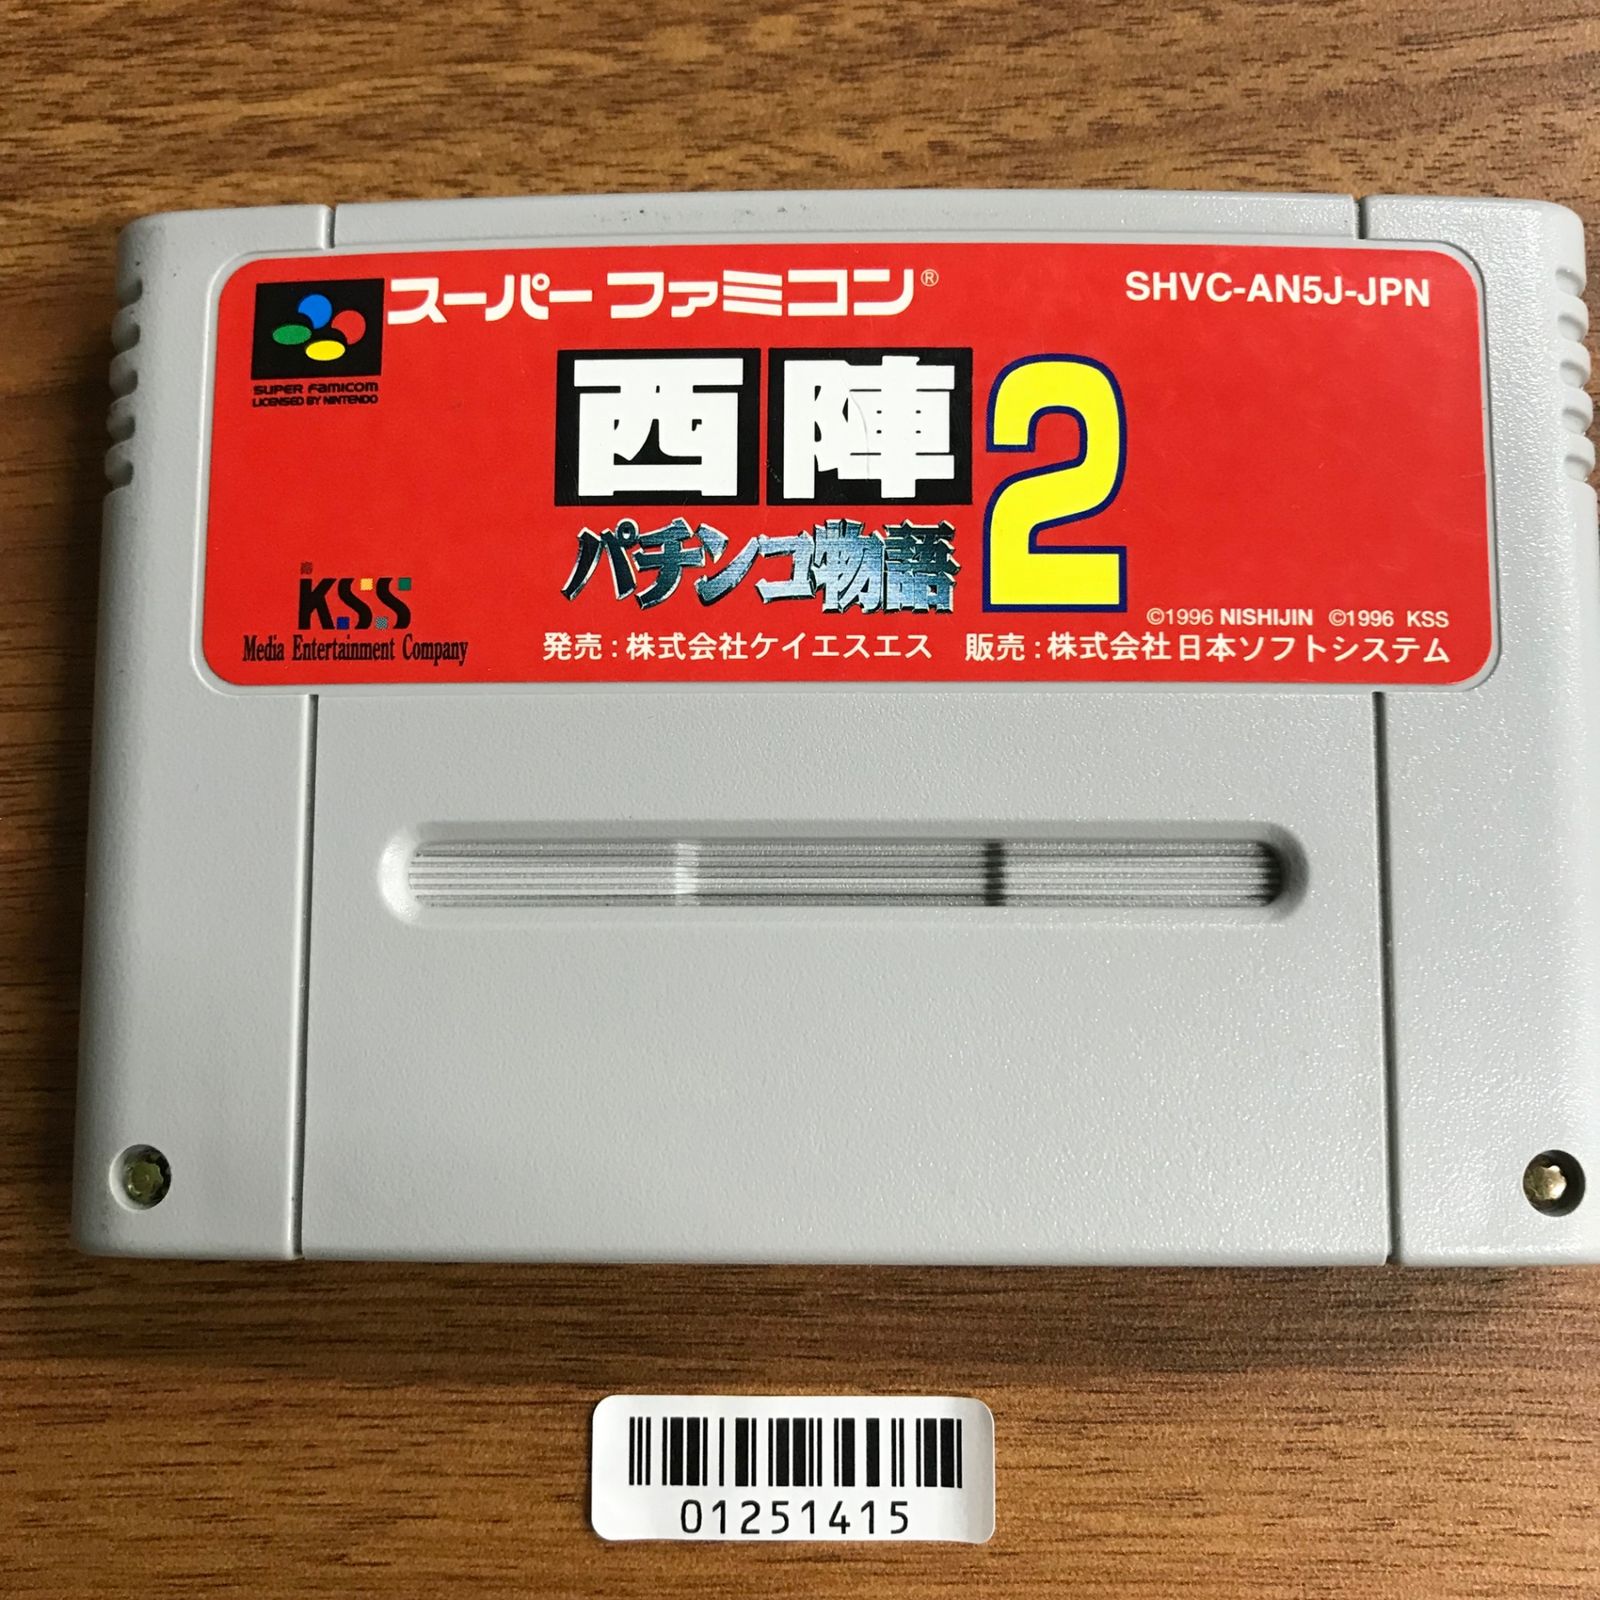 スーパーファミコン®
SHVC-AN5J-JPN
SUPER FAMICOM
LICENSED BY NINTENDO
西陣2
パチンコ物語
KSS
Media Entertainment Company
©1996 NISHIJIN ©1996 KSS
発売:株式会社ケイエスエス 販売:株式会社日本ソフトシステム
01251415